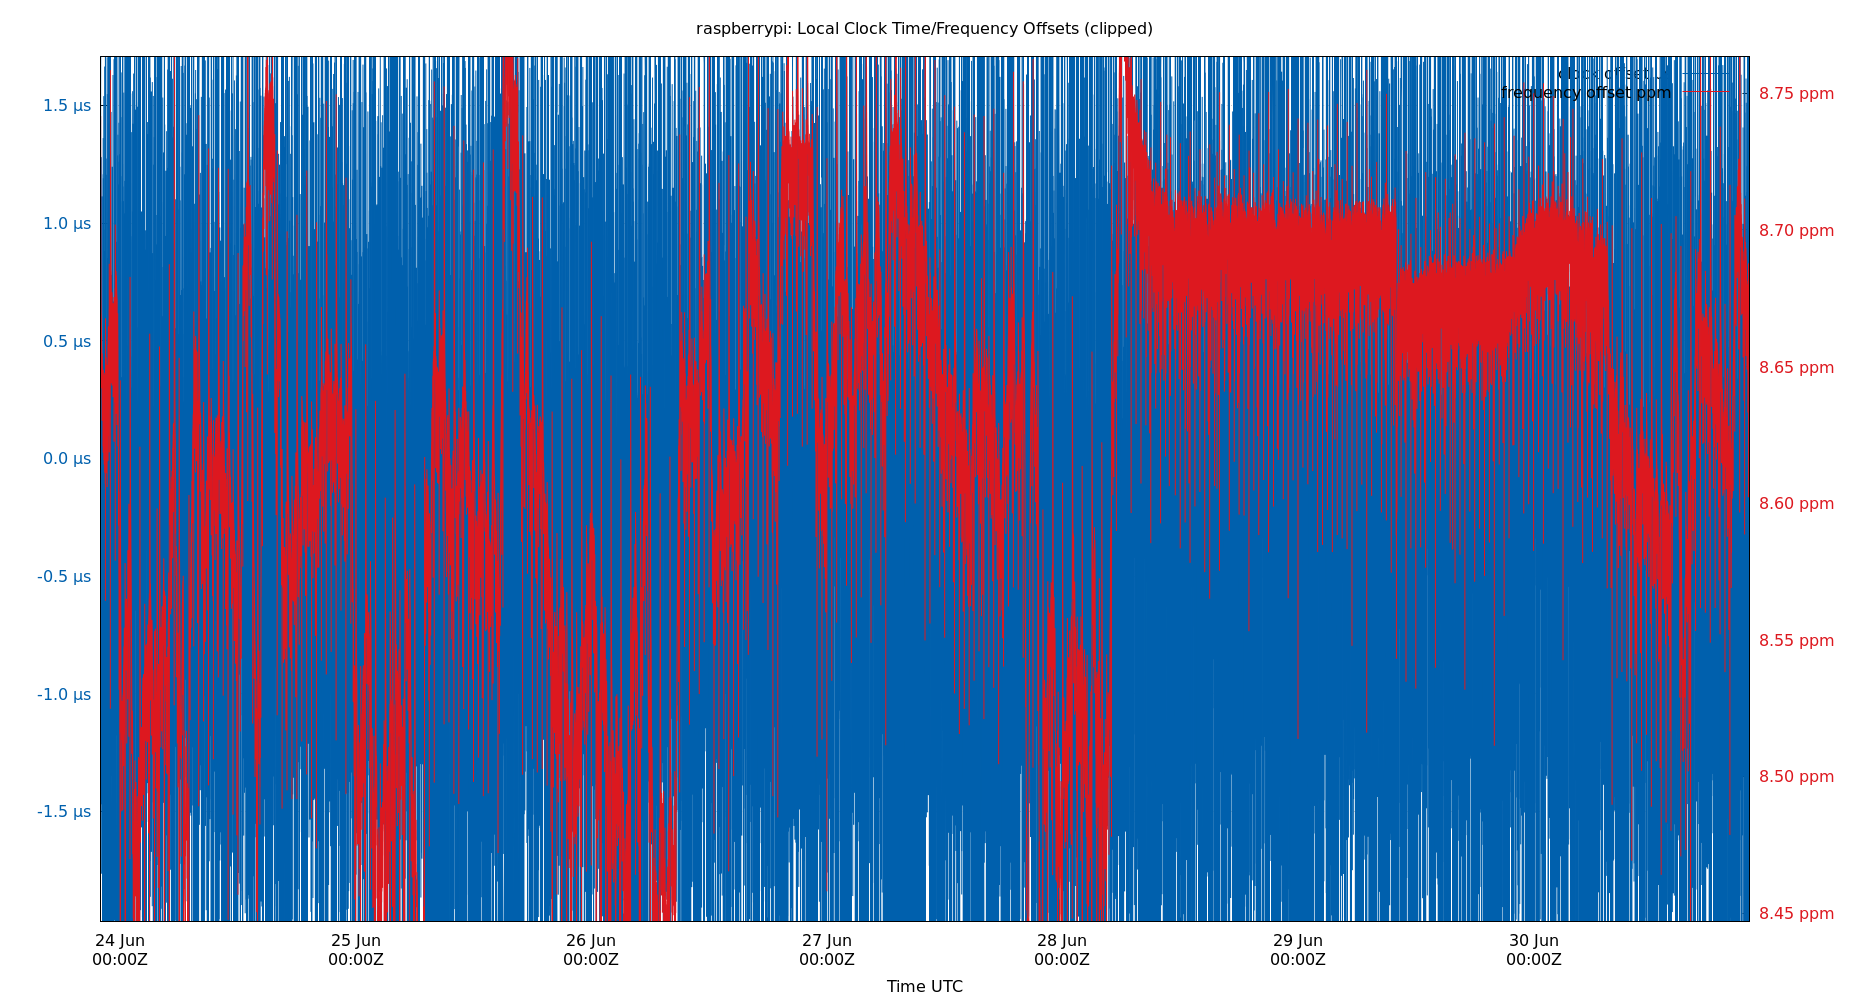 raspberrypi: Local Clock Time/Frequency Offsets (clipped)
clock offset
frequency offset ppm
1.5 µs
1.0 µs
0.5 µs
0.0 µs
-0.5 µs
-1.0 µs
-1.5 µs
8.75 ppm
8.70 ppm
8.65 ppm
8.60 ppm
8.55 ppm
8.50 ppm
8.45 ppm
24 Jun 25 Jun 26 Jun 27 Jun 28 Jun 29 Jun 30 Jun
00:00Z 00:00Z 00:00Z 00:00Z 00:00Z 00:00Z 00:00Z
Time UTC